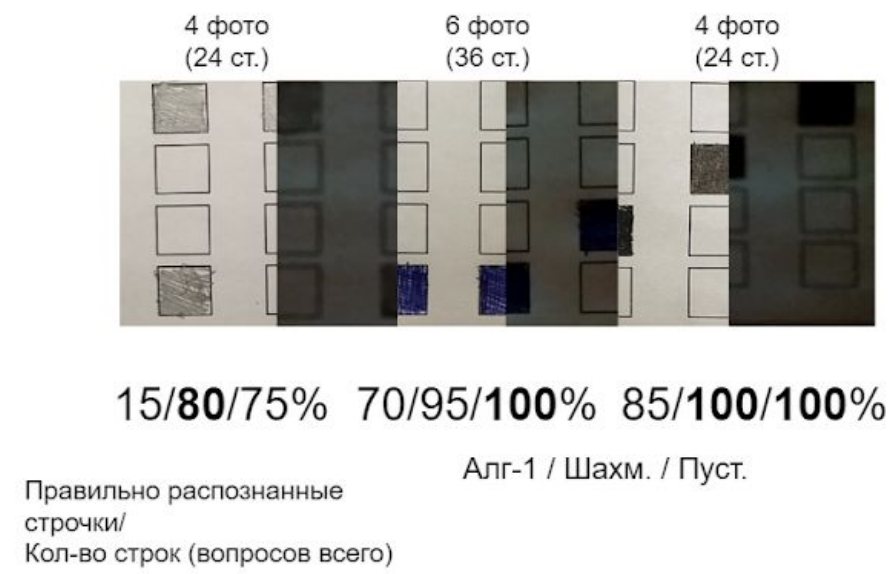 4 фото
(24 ст.)
6 фото
(36 ст.)
4 фото
(24 ст.)
15/80/75%
70/95/100%
85/100/100%
Алг-1 / Шахм. / Пуст.
Правильно распознанные
строчки/
Кол-во строк (вопросов всего)